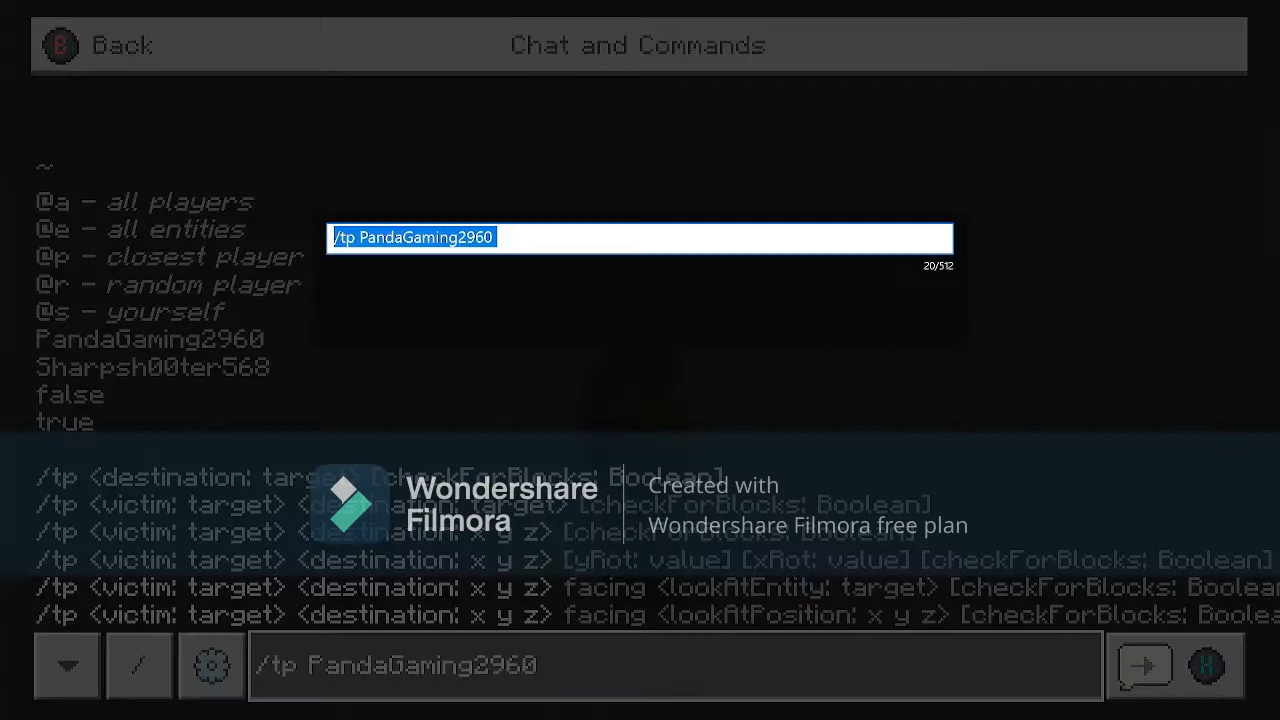 B Back
Chat and Commands
~
@a - all players
@e - all entities
@p - closest player
@r - random player
@s - yourself
PandaGaming2960
Sharpsh00ter568
false
true
/tp PandaGaming2960
20/512
/tp <destination: target> [checkForBlocks: Boolean]
/tp <victim: target> <destination: target> [checkForBlocks: Boolean]
/tp <victim: target> <destination: x y z> [checkForBlocks: Boolean]
/tp <victim: target> <destination: x y z> [yRot: value] [xRot: value] [checkForBlocks: Boolean]
/tp <victim: target> <destination: x y z> facing <lookAtEntity: target> [checkForBlocks: Boolean
/tp <victim: target> <destination: x y z> facing <lookAtPosition: x y z> [checkForBlocks: Boolea
Wondershare
Filmora
Created with
Wondershare Filmora free plan
/ /tp PandaGaming2960 X